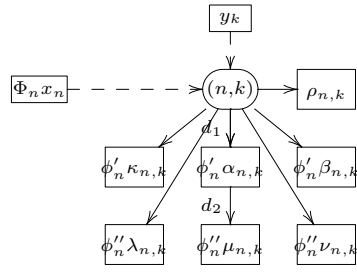 y_k
Φ_n x_n (n,k) ρ_{n,k}
d_1
ϕ'_n κ_{n,k} ϕ'_n α_{n,k} ϕ'_n β_{n,k}
d_2
ϕ''_n λ_{n,k} ϕ''_n μ_{n,k} ϕ''_n ν_{n,k}